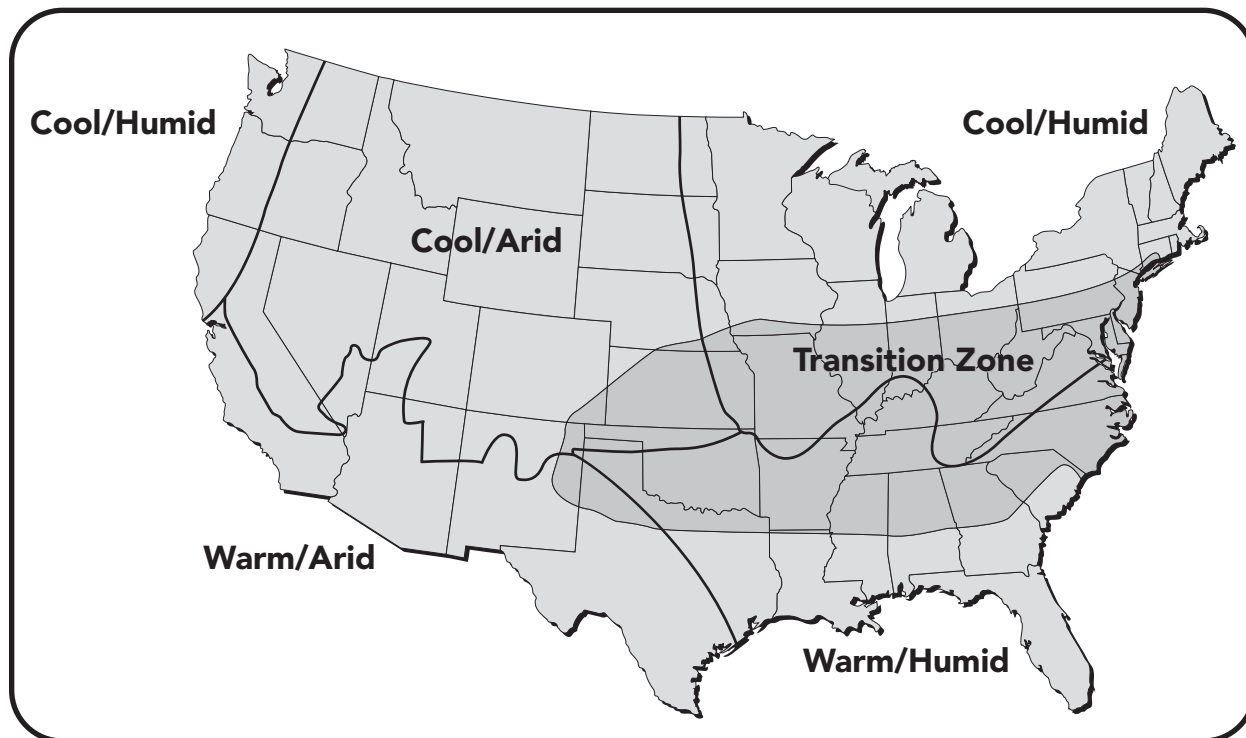 Cool/Humid
Cool/Humid
Cool/Arid
Transition Zone
Warm/Arid
Warm/Humid